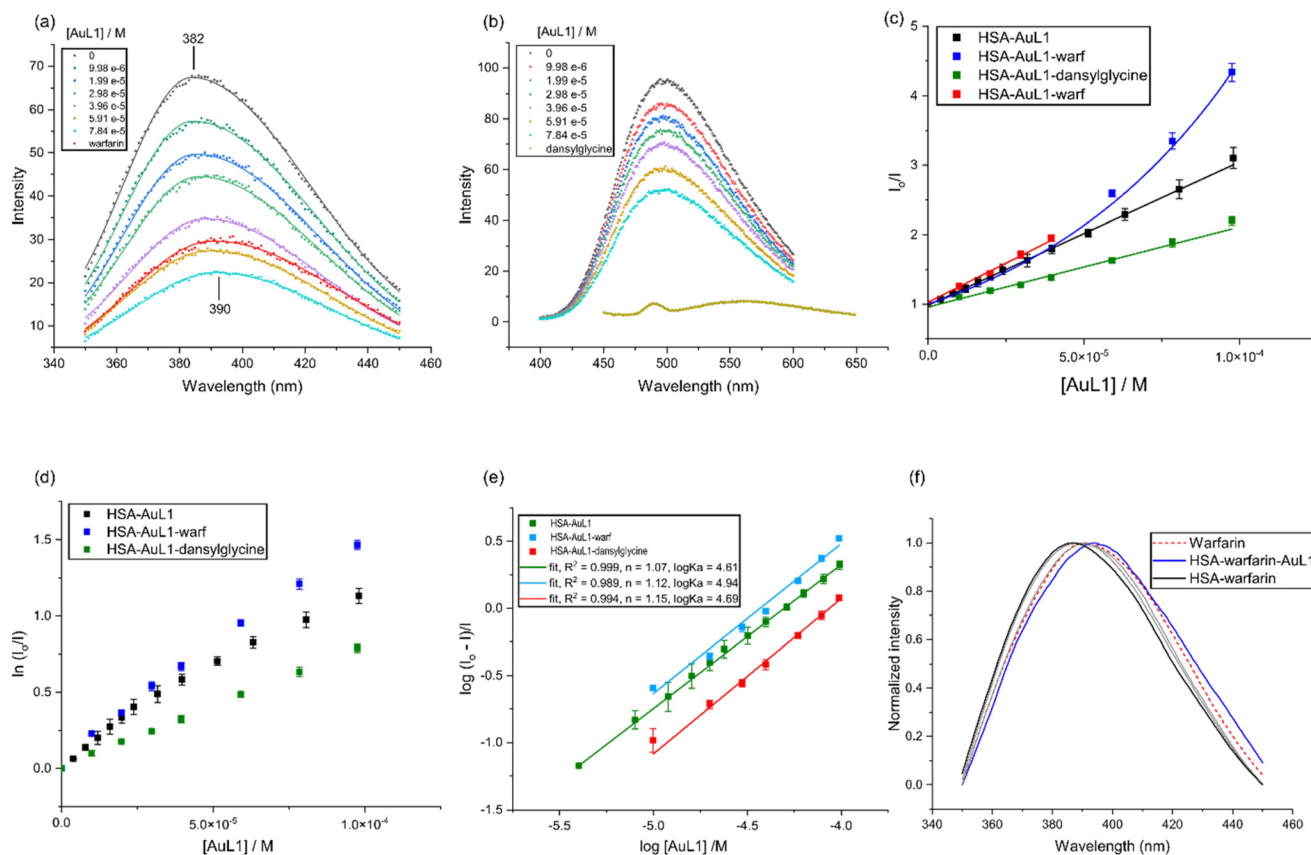 (a)
[AuL1] / M
0
9.98 e-6
1.99 e-5
2.98 e-5
3.96 e-5
5.91 e-5
7.84 e-5
warfarin
382
390
70
60
50
40
30
20
10
Intensity
340 360 380 400 420 440 460
Wavelength (nm)
(b)
[AuL1] / M
0
9.98 e-6
1.99 e-5
2.98 e-5
3.96 e-5
5.91 e-5
7.84 e-5
dansylglycine
100
80
60
40
20
0
Intensity
400 450 500 550 600 650
Wavelength (nm)
(c)
HSA-AuL1
HSA-AuL1-warf
HSA-AuL1-dansylglycine
HSA-AuL1-warf
5
4
3
2
1
Iₒ/I
0.0 5.0×10⁻⁵ 1.0×10⁻⁴
[AuL1] / M
(d)
HSA-AuL1
HSA-AuL1-warf
HSA-AuL1-dansylglycine
1.5
1.0
0.5
0.0
ln (Iₒ/I)
0.0 5.0×10⁻⁵ 1.0×10⁻⁴
[AuL1] / M
(e)
HSA-AuL1
HSA-AuL1-warf
HSA-AuL1-dansylglycine
fit, R² = 0.999, n = 1.07, logKa = 4.61
fit, R² = 0.989, n = 1.12, logKa = 4.94
fit, R² = 0.994, n = 1.15, logKa = 4.69
0.5
0.0
-0.5
-1.0
-1.5
log (Iₒ - I)/I
-5.5 -5.0 -4.5 -4.0
log [AuL1] /M
(f)
Warfarin
HSA-warfarin-AuL1
HSA-warfarin
1.0
0.8
0.6
0.4
0.2
0.0
Normalized intensity
340 360 380 400 420 440 460
Wavelength (nm)